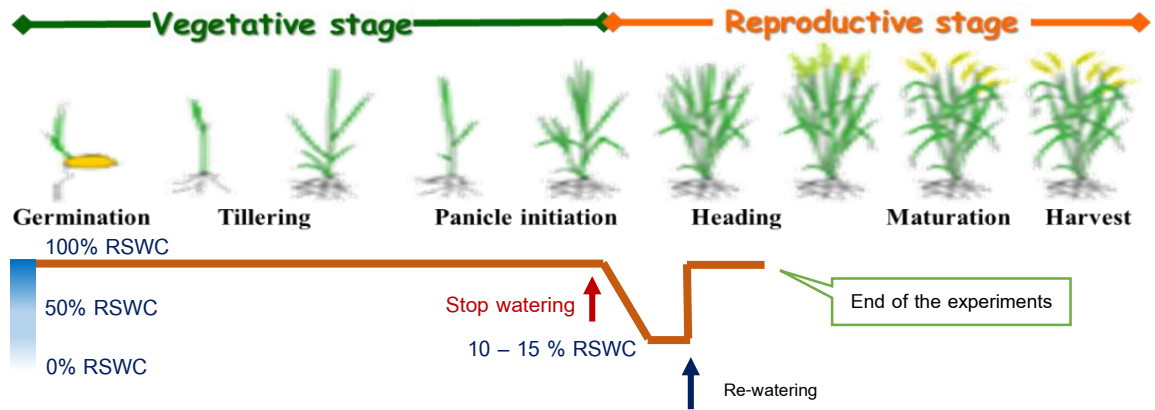 Vegetative stage
Reproductive stage
Germination
Tillering
Panicle initiation
Heading
Maturation
Harvest
100% RSWC
50% RSWC
0% RSWC
Stop watering
10 – 15 % RSWC
Re-watering
End of the experiments